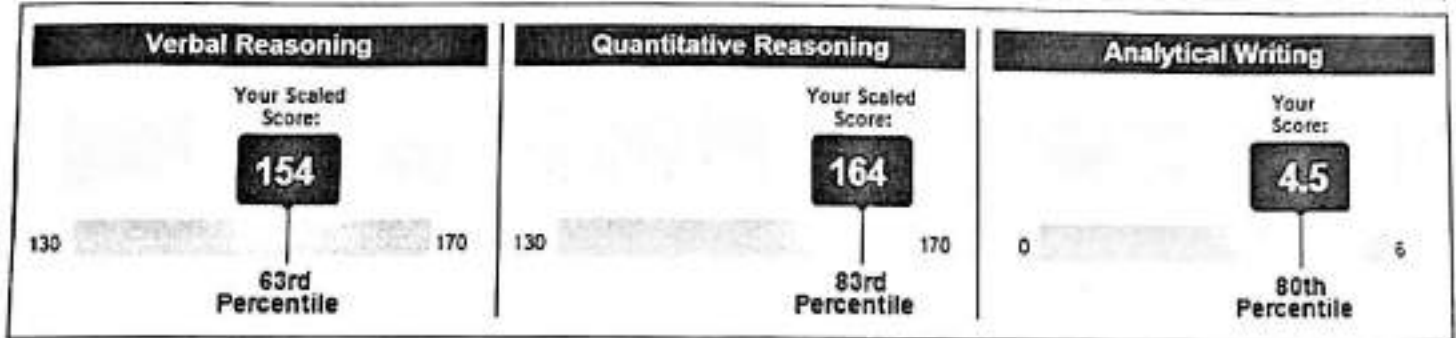 Verbal Reasoning
Your Scaled
Score:
154
130
170
63rd
Percentile
Quantitative Reasoning
Your Scaled
Score:
164
130
170
83rd
Percentile
Analytical Writing
Your
Score:
4.5
0
6
80th
Percentile